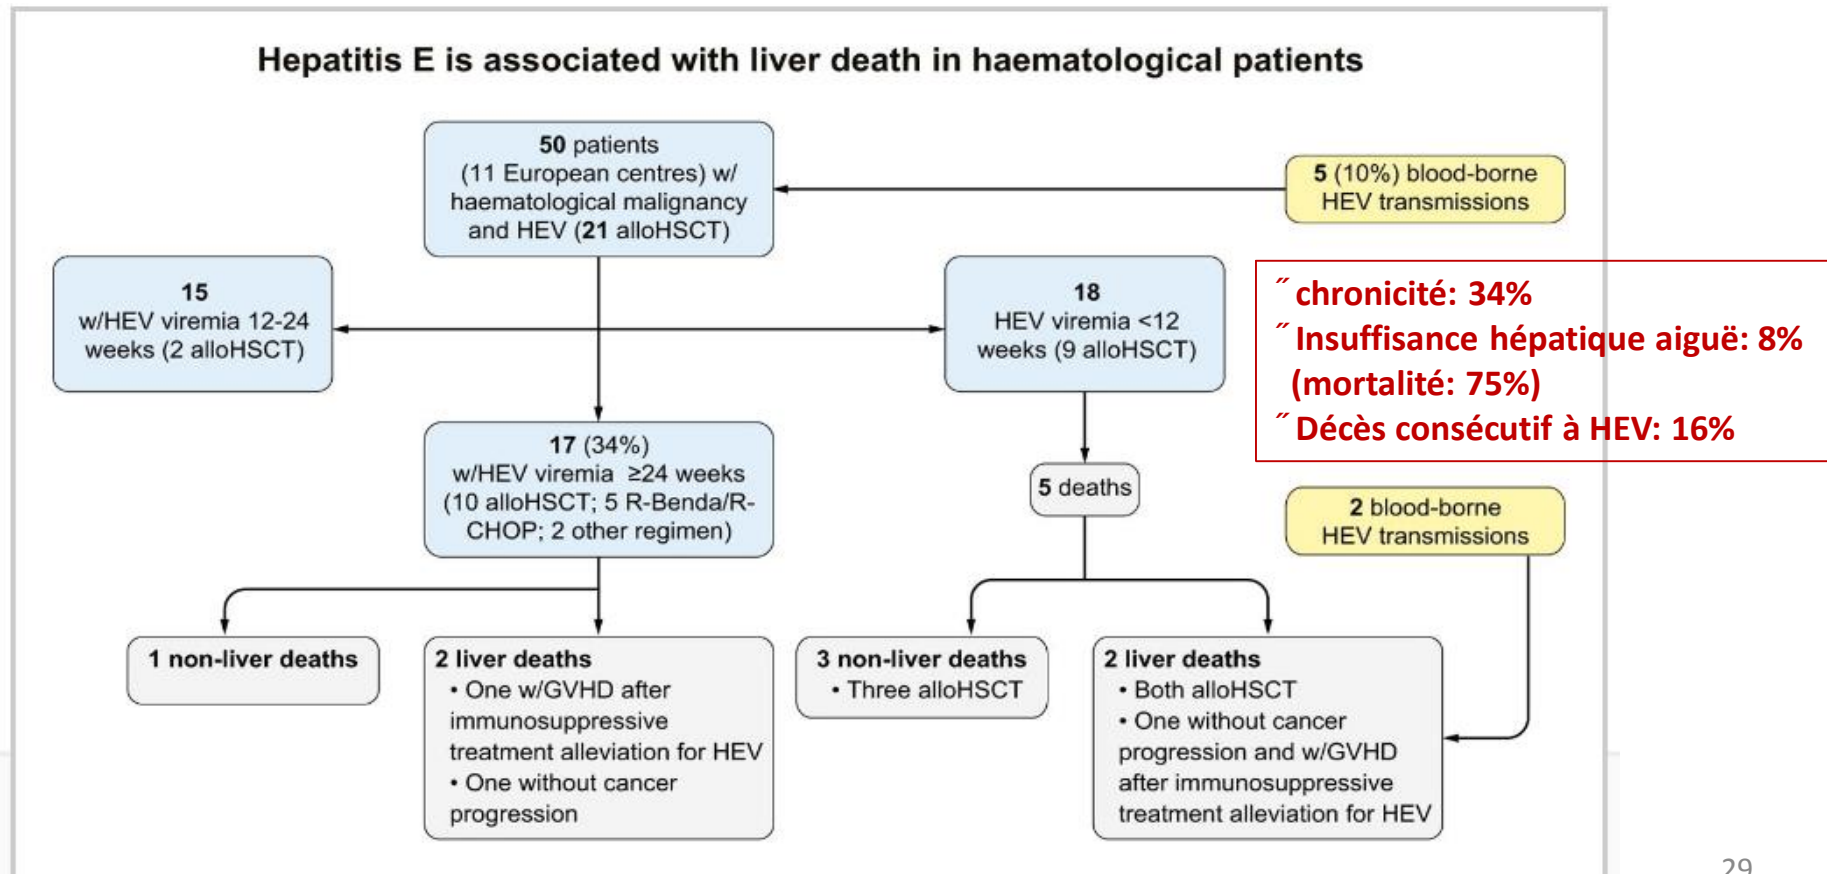 Hepatitis E is associated with liver death in haematological patients
50 patients
(11 European centres) w/
haematological malignancy
and HEV (21 alloHSCT)
5 (10%) blood-borne
HEV transmissions
15
w/HEV viremia 12-24
weeks (2 alloHSCT)
18
HEV viremia <12
weeks (9 alloHSCT)
˝ chronicité: 34%
˝ Insuffisance hépatique aiguë: 8%
(mortalité: 75%)
˝ Décès consécutif à HEV: 16%
17 (34%)
w/HEV viremia ≥24 weeks
(10 alloHSCT; 5 R-Benda/R-
CHOP; 2 other regimen)
5 deaths
2 blood-borne
HEV transmissions
1 non-liver deaths
2 liver deaths
• One w/GVHD after
immunosuppressive
treatment alleviation for HEV
• One without cancer
progression
3 non-liver deaths
• Three alloHSCT
2 liver deaths
• Both alloHSCT
• One without cancer
progression and w/GVHD
after immunosuppressive
treatment alleviation for HEV
29